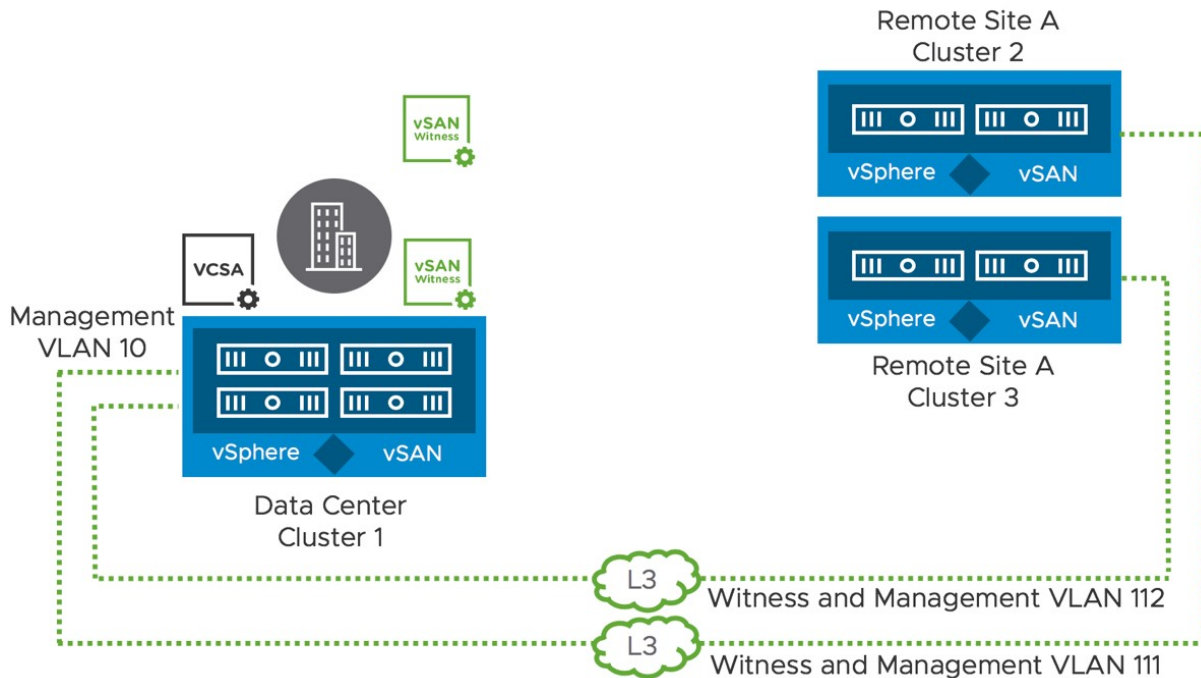 Remote Site A
Cluster 2
vSAN
Witness
vSphere
vSAN
VCSA
vSAN
Witness
Management
VLAN 10
vSphere
vSAN
Remote Site A
Cluster 3
vSphere
vSAN
Data Center
Cluster 1
L3
Witness and Management VLAN 112
L3
Witness and Management VLAN 111